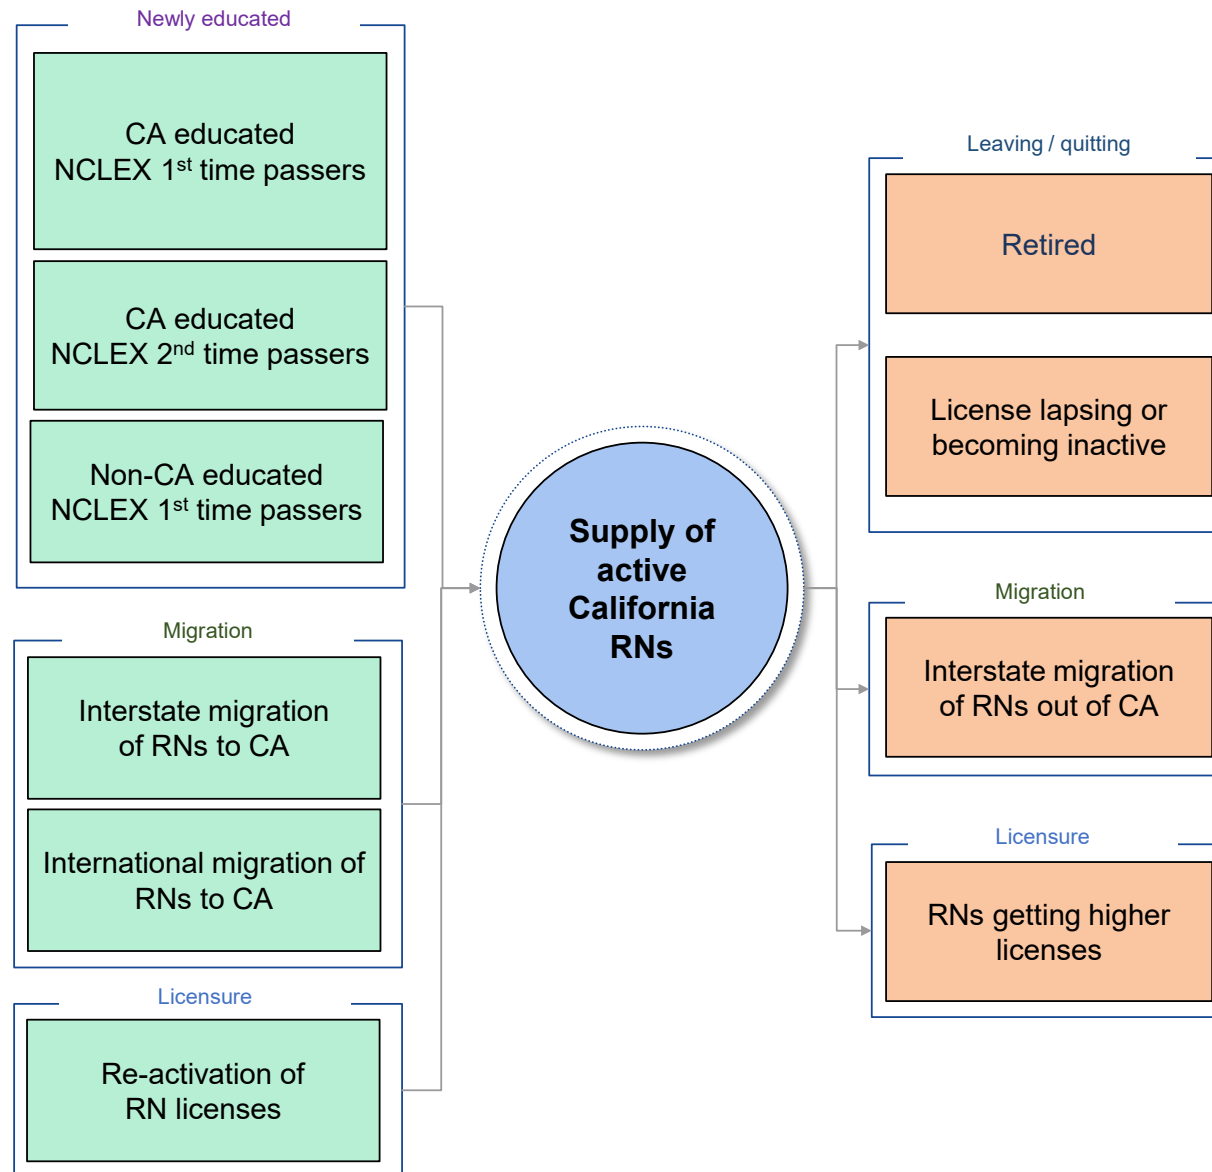 Newly educated
CA educated
NCLEX 1st time passers
CA educated
NCLEX 2nd time passers
Non-CA educated
NCLEX 1st time passers
Migration
Interstate migration
of RNs to CA
International migration of
RNs to CA
Licensure
Re-activation of
RN licenses
Supply of
active
California
RNs
Leaving / quitting
Retired
License lapsing or
becoming inactive
Migration
Interstate migration
of RNs out of CA
Licensure
RNs getting higher
licenses